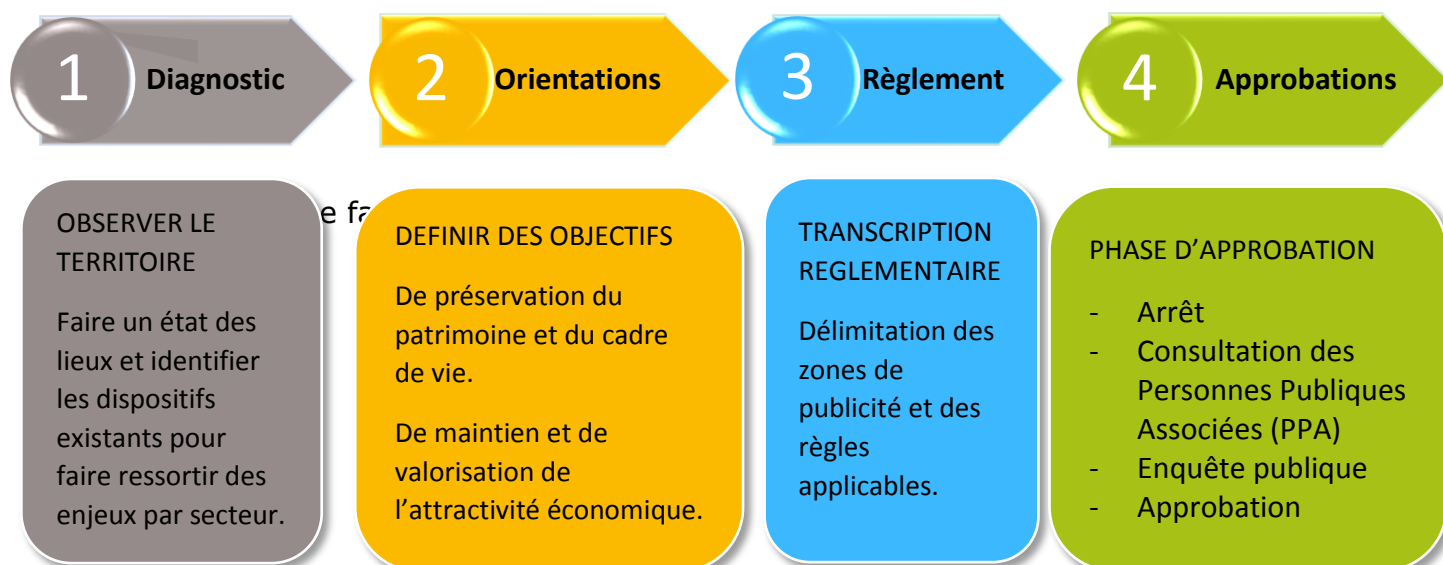 1 Diagnostic
2 Orientations
3 Règlement
4 Approbations
e fa
OBSERVER LE
TERRITOIRE
Faire un état des
lieux et identifier
les dispositifs
existants pour
faire ressortir des
enjeux par secteur.
DEFINIR DES OBJECTIFS
De préservation du
patrimoine et du cadre
de vie.
De maintien et de
valorisation de
l’attractivité économique.
TRANSCRIPTION
REGLEMENTAIRE
Délimitation des
zones de
publicité et des
règles
applicables.
PHASE D’APPROBATION
- Arrêt
- Consultation des
Personnes Publiques
Associées (PPA)
- Enquête publique
- Approbation